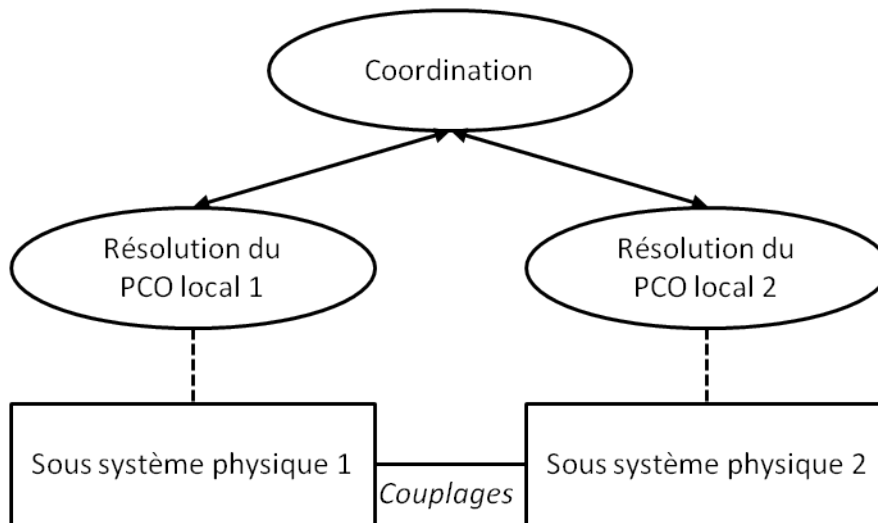 Coordination
Résolution du
PCO local 1
Résolution du
PCO local 2
Sous système physique 1
Couplages
Sous système physique 2